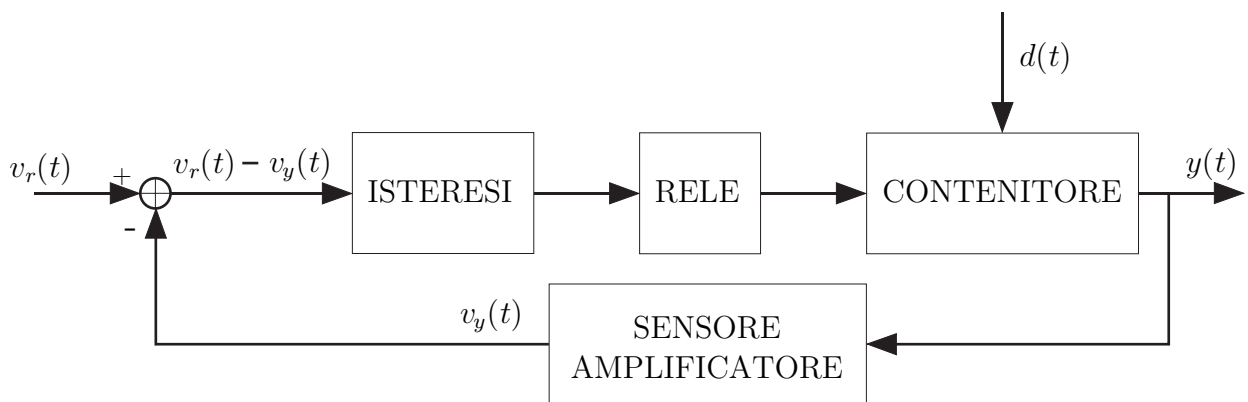 d(t)
v_r(t)
+
v_r(t) − v_y(t)
ISTERESI
RELE
CONTENITORE
y(t)
-
v_y(t)
SENSORE
AMPLIFICATORE